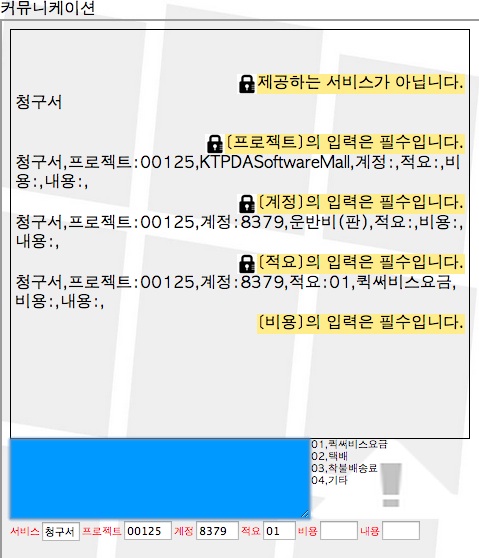 커뮤니케이션
제공하는 서비스가 아닙니다.
청구서
[프로젝트]의 입력은 필수입니다.
청구서,프로젝트:00125,KTPDASoftwareMall,계정:,적요:,비
용:,내용:,
[계정]의 입력은 필수입니다.
청구서,프로젝트:00125,계정:8379,운반비(판),적요:,비용:,
내용:,
[적요]의 입력은 필수입니다.
청구서,프로젝트:00125,계정:8379,적요:01,퀵써비스요금,
비용:,내용:,
[비용]의 입력은 필수입니다.
01,퀵써비스요금
02,택배
03,착불배송료
04,기타
서비스 청구서 프로젝트 00125 계정 8379 적요 01 비용 내용